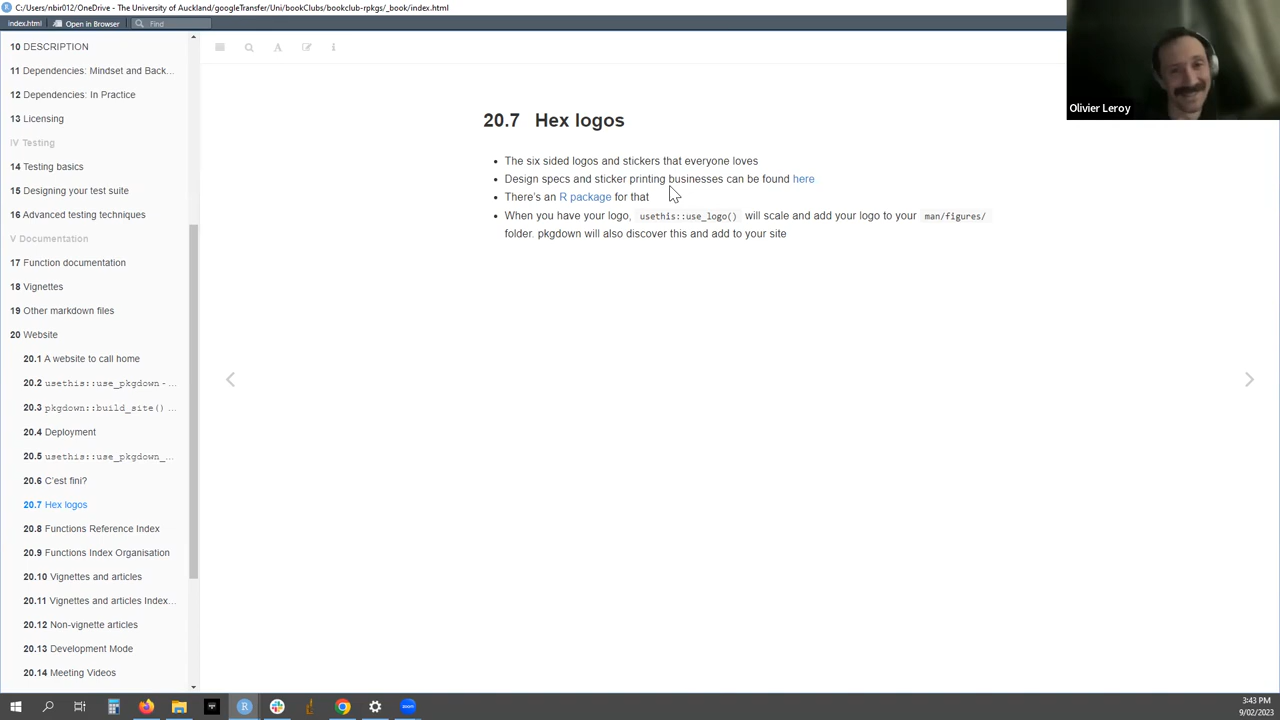 C:/Users/nbir012/OneDrive - The University of Auckland/googleTransfer/Uni/bookClubs/bookclub-rpkgs/_book/index.html
index.html
Open in Browser
Find
10 DESCRIPTION
11 Dependencies: Mindset and Back...
12 Dependencies: In Practice
13 Licensing
IV Testing
14 Testing basics
15 Designing your test suite
16 Advanced testing techniques
V Documentation
17 Function documentation
18 Vignettes
19 Other markdown files
20 Website
20.1 A website to call home
20.2 usethis::use_pkgdown - ...
20.3 pkgdown::build_site() ...
20.4 Deployment
20.5 usethis::use_pkgdown_...
20.6 C'est fini?
20.7 Hex logos
20.8 Functions Reference Index
20.9 Functions Index Organisation
20.10 Vignettes and articles
20.11 Vignettes and articles Index...
20.12 Non-vignette articles
20.13 Development Mode
20.14 Meeting Videos
20.7 Hex logos
• The six sided logos and stickers that everyone loves
• Design specs and sticker printing businesses can be found here
• There's an R package for that
• When you have your logo, usethis::use_logo() will scale and add your logo to your man/figures/
folder. pkgdown will also discover this and add to your site
Olivier Leroy
3:43 PM
9/02/2023